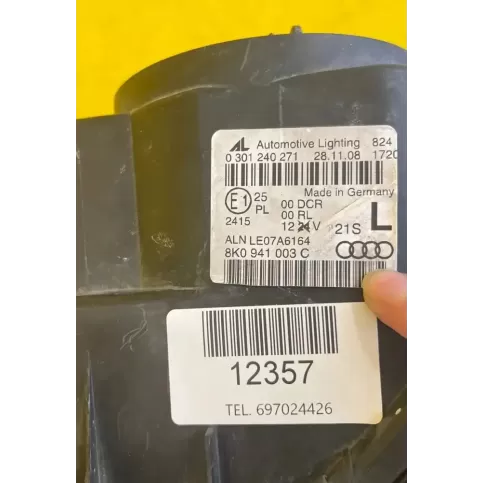 AL Automotive Lighting 824
0 301 240 271 28.11.08 1720
Made in Germany
E1 25 00 DCR
PL 00 RL L
2415 12 24 V 21S
ALN LE07A6164
8K0 941 003 C
12357
TEL. 697024426